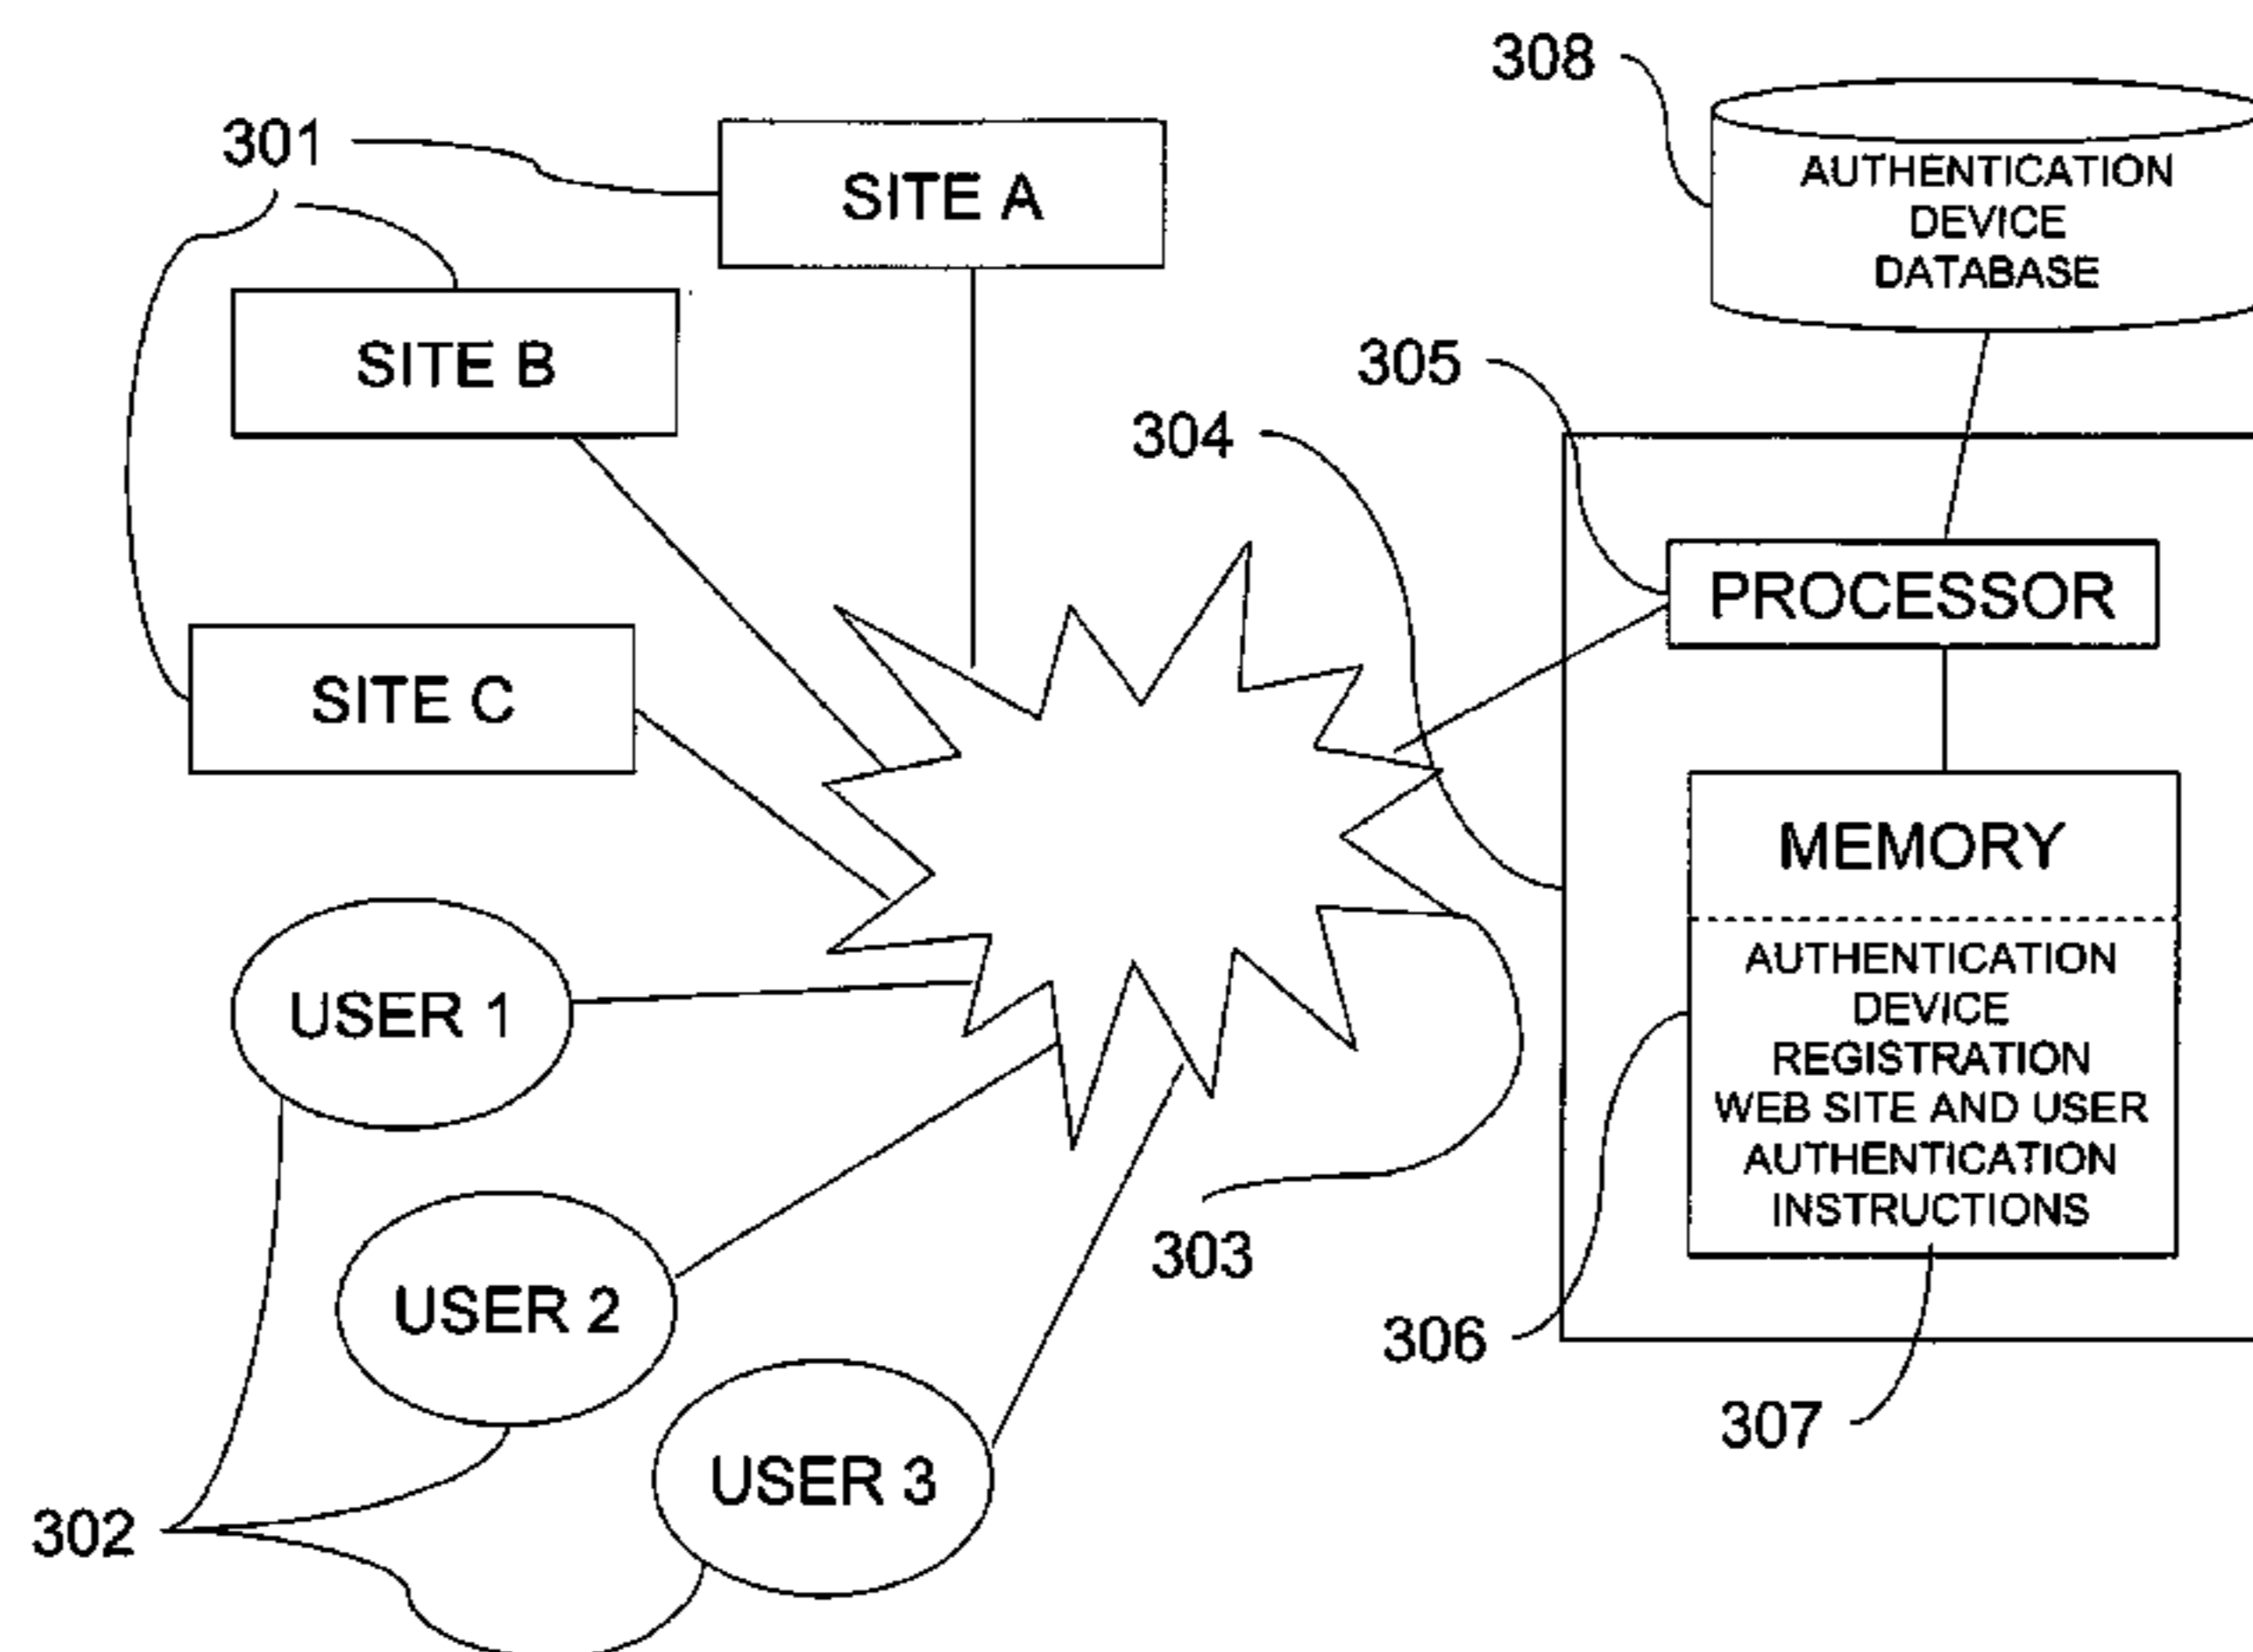 308
301
SITE A
AUTHENTICATION
DEVICE
DATABASE
SITE B
305
304
PROCESSOR
SITE C
MEMORY
AUTHENTICATION
DEVICE
REGISTRATION
WEB SITE AND USER
AUTHENTICATION
INSTRUCTIONS
USER 1
303
USER 2
306
307
USER 3
302